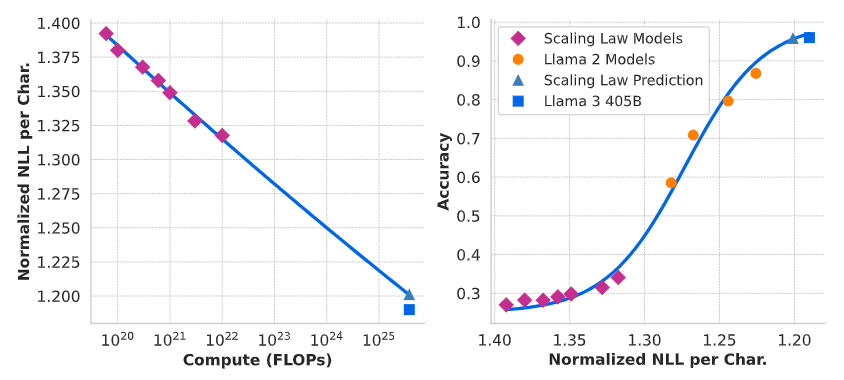 1.400
1.375
1.350
1.325
1.300
1.275
1.250
1.225
1.200
Normalized NLL per Char.
10^20 10^21 10^22 10^23 10^24 10^25
Compute (FLOPs)
1.0
0.9
0.8
0.7
0.6
0.5
0.4
0.3
Accuracy
Scaling Law Models
Llama 2 Models
Scaling Law Prediction
Llama 3 405B
1.40 1.35 1.30 1.25 1.20
Normalized NLL per Char.